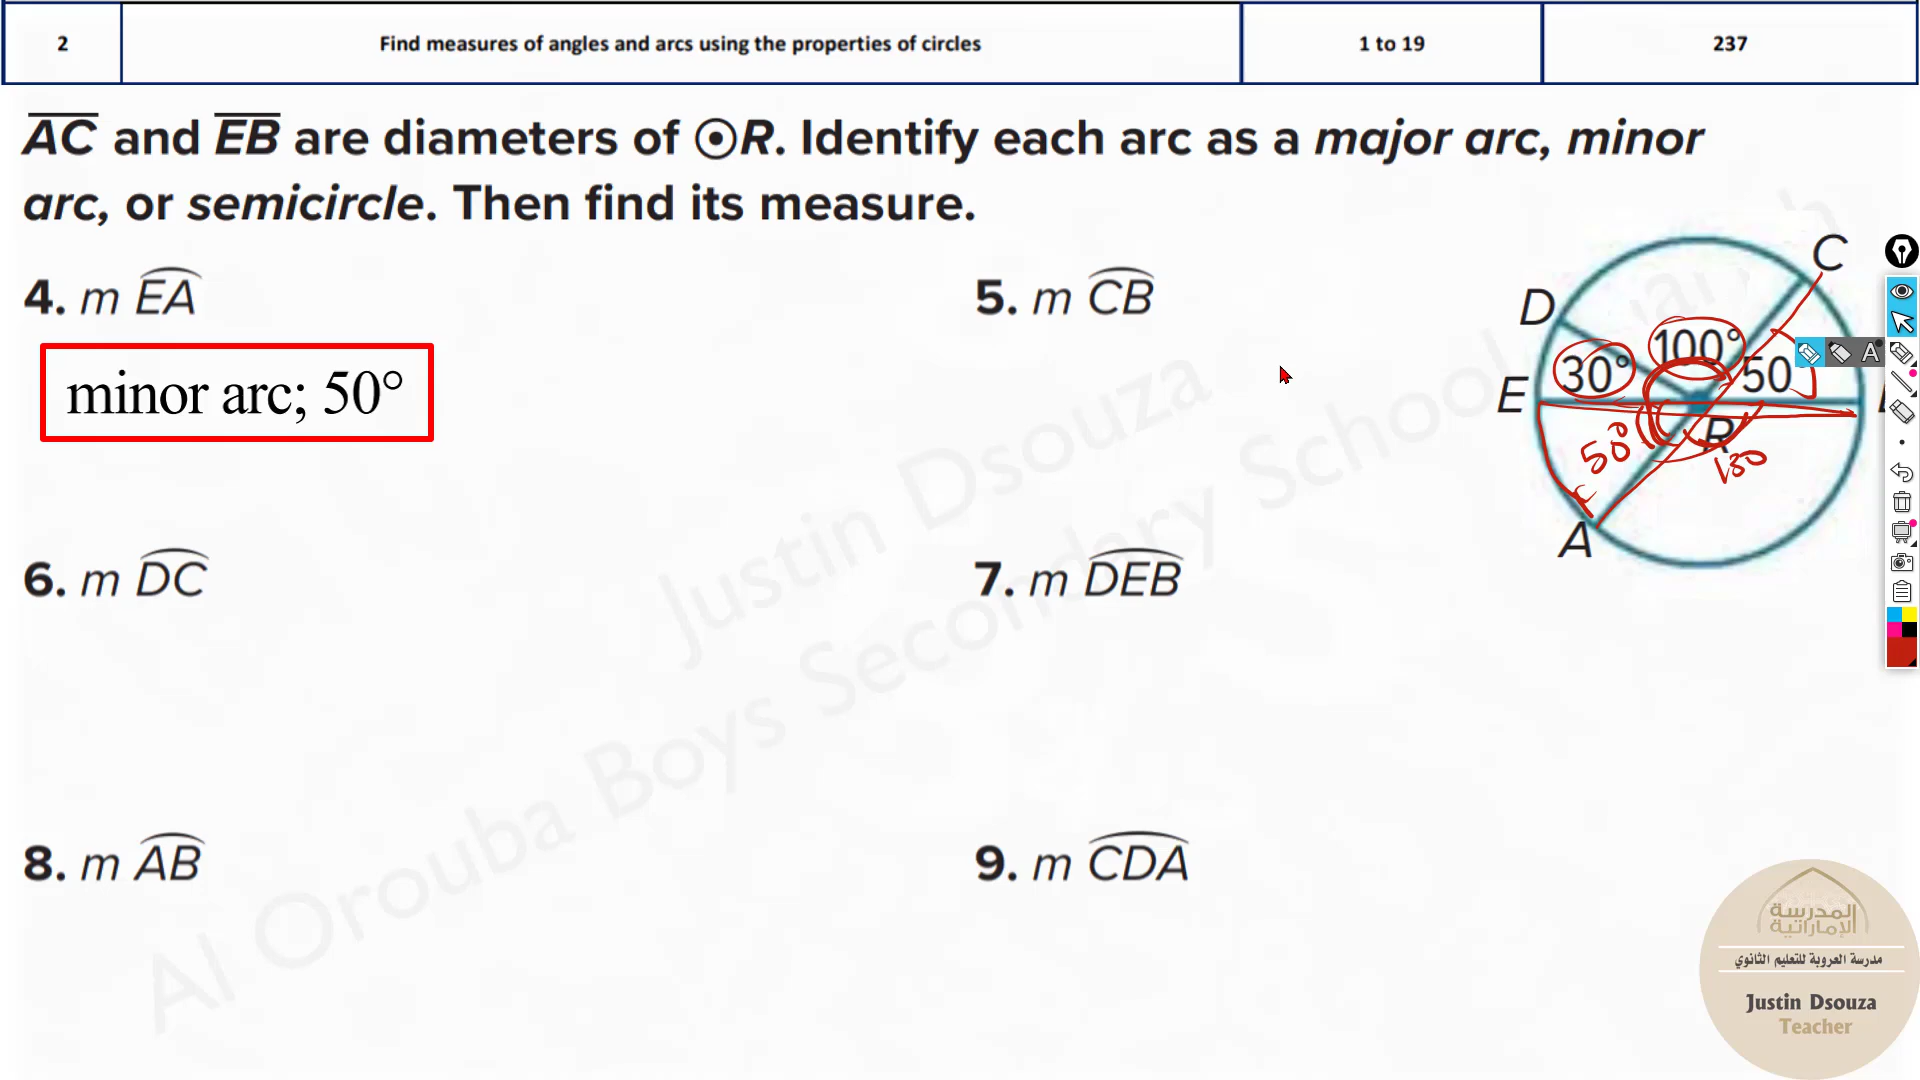 2
Find measures of angles and arcs using the properties of circles
1 to 19
237
AC and EB are diameters of ⊙R. Identify each arc as a major arc, minor
arc, or semicircle. Then find its measure.
4. m EA
minor arc; 50°
5. m CB
6. m DC
7. m DEB
8. m AB
9. m CDA
C
D
100°
30°
50
E
R
50°
130
A
A
Justin Dsouza
Al Orouba Boys Secondary School
المدرسة
الإماراتية
مدرسة العروبة للتعليم الثانوي
Justin Dsouza
Teacher